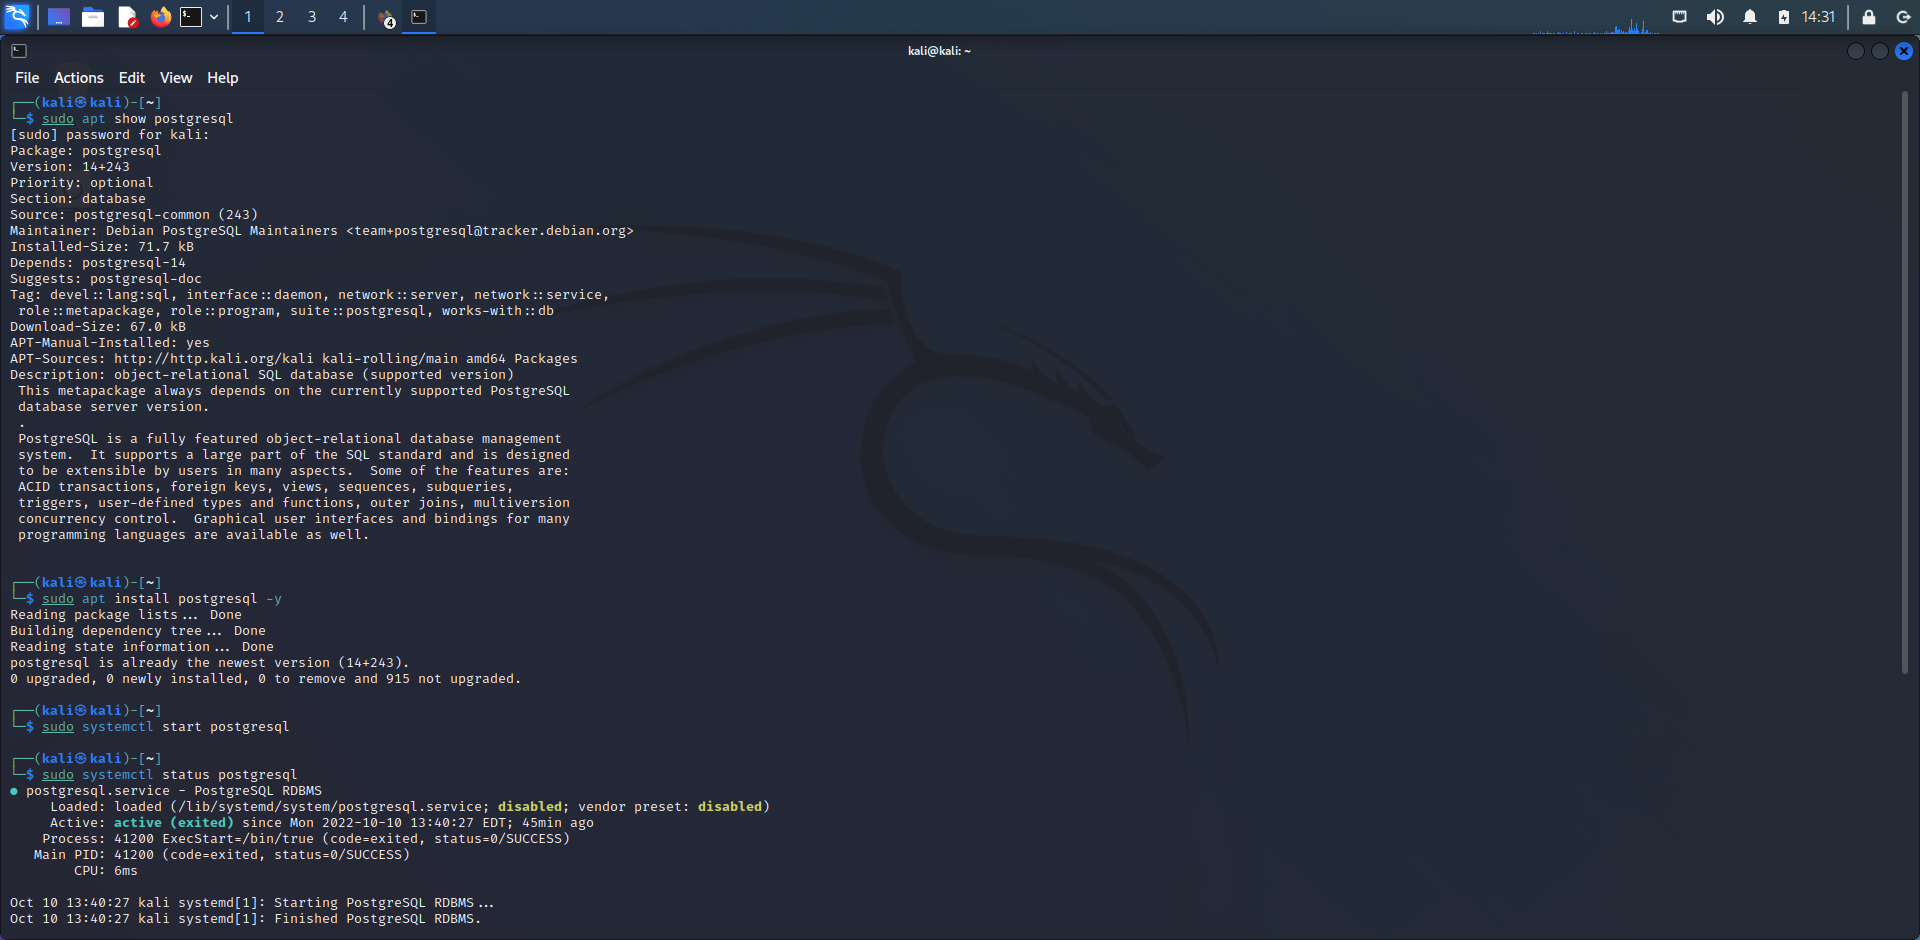 1 2 3 4
4
14:31
kali@kali: ~
File Actions Edit View Help
┌──(kali㉿kali)-[~]
└─$ sudo apt show postgresql
[sudo] password for kali:
Package: postgresql
Version: 14+243
Priority: optional
Section: database
Source: postgresql-common (243)
Maintainer: Debian PostgreSQL Maintainers <team+postgresql@tracker.debian.org>
Installed-Size: 71.7 kB
Depends: postgresql-14
Suggests: postgresql-doc
Tag: devel::lang:sql, interface::daemon, network::server, network::service,
 role::metapackage, role::program, suite::postgresql, works-with::db
Download-Size: 67.0 kB
APT-Manual-Installed: yes
APT-Sources: http://http.kali.org/kali kali-rolling/main amd64 Packages
Description: object-relational SQL database (supported version)
 This metapackage always depends on the currently supported PostgreSQL
 database server version.
 .
 PostgreSQL is a fully featured object-relational database management
 system.  It supports a large part of the SQL standard and is designed
 to be extensible by users in many aspects.  Some of the features are:
 ACID transactions, foreign keys, views, sequences, subqueries,
 triggers, user-defined types and functions, outer joins, multiversion
 concurrency control.  Graphical user interfaces and bindings for many
 programming languages are available as well.
┌──(kali㉿kali)-[~]
└─$ sudo apt install postgresql -y
Reading package lists... Done
Building dependency tree... Done
Reading state information... Done
postgresql is already the newest version (14+243).
0 upgraded, 0 newly installed, 0 to remove and 915 not upgraded.
┌──(kali㉿kali)-[~]
└─$ sudo systemctl start postgresql
┌──(kali㉿kali)-[~]
└─$ sudo systemctl status postgresql
● postgresql.service - PostgreSQL RDBMS
     Loaded: loaded (/lib/systemd/system/postgresql.service; disabled; vendor preset: disabled)
     Active: active (exited) since Mon 2022-10-10 13:40:27 EDT; 45min ago
    Process: 41200 ExecStart=/bin/true (code=exited, status=0/SUCCESS)
   Main PID: 41200 (code=exited, status=0/SUCCESS)
        CPU: 6ms
Oct 10 13:40:27 kali systemd[1]: Starting PostgreSQL RDBMS...
Oct 10 13:40:27 kali systemd[1]: Finished PostgreSQL RDBMS.